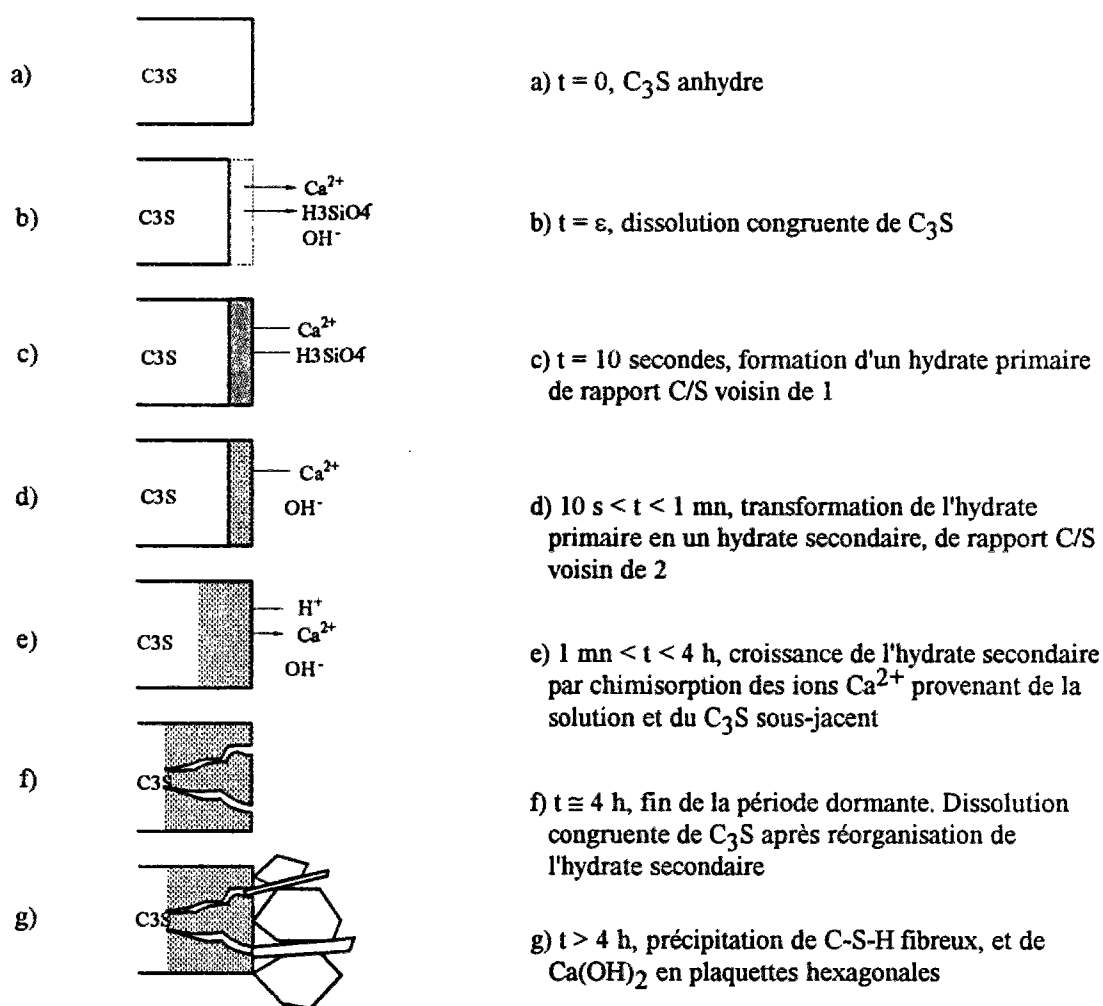 a)
C3S
a) t = 0, C₃S anhydre
b)
C3S
Ca²⁺
H3SiO4⁻
OH⁻
b) t = ε, dissolution congruente de C₃S
c)
C3S
Ca²⁺
H3SiO4⁻
c) t = 10 secondes, formation d'un hydrate primaire
de rapport C/S voisin de 1
d)
C3S
Ca²⁺
OH⁻
d) 10 s < t < 1 mn, transformation de l'hydrate
primaire en un hydrate secondaire, de rapport C/S
voisin de 2
e)
C3S
H⁺
Ca²⁺
OH⁻
e) 1 mn < t < 4 h, croissance de l'hydrate secondaire
par chimisorption des ions Ca²⁺ provenant de la
solution et du C₃S sous-jacent
f)
C3S
f) t ≅ 4 h, fin de la période dormante. Dissolution
congruente de C₃S après réorganisation de
l'hydrate secondaire
g)
C3S
g) t > 4 h, précipitation de C-S-H fibreux, et de
Ca(OH)₂ en plaquettes hexagonales